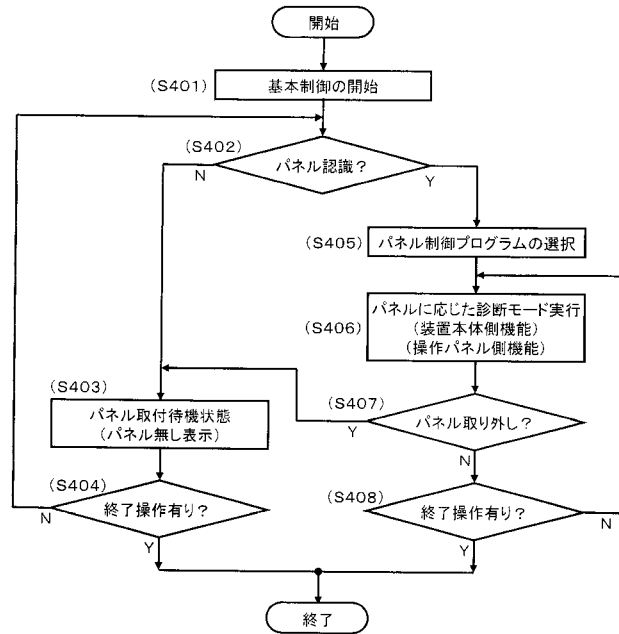 開始
(S401)
基本制御の開始
(S402)
パネル認識？
N
Y
(S405)
パネル制御プログラムの選択
(S406)
パネルに応じた診断モード実行
(装置本体側機能)
(操作パネル側機能)
(S403)
パネル取付待機状態
(パネル無し表示)
(S407)
パネル取り外し？
Y
N
(S404)
終了操作有り？
N
Y
(S408)
終了操作有り？
N
Y
終了